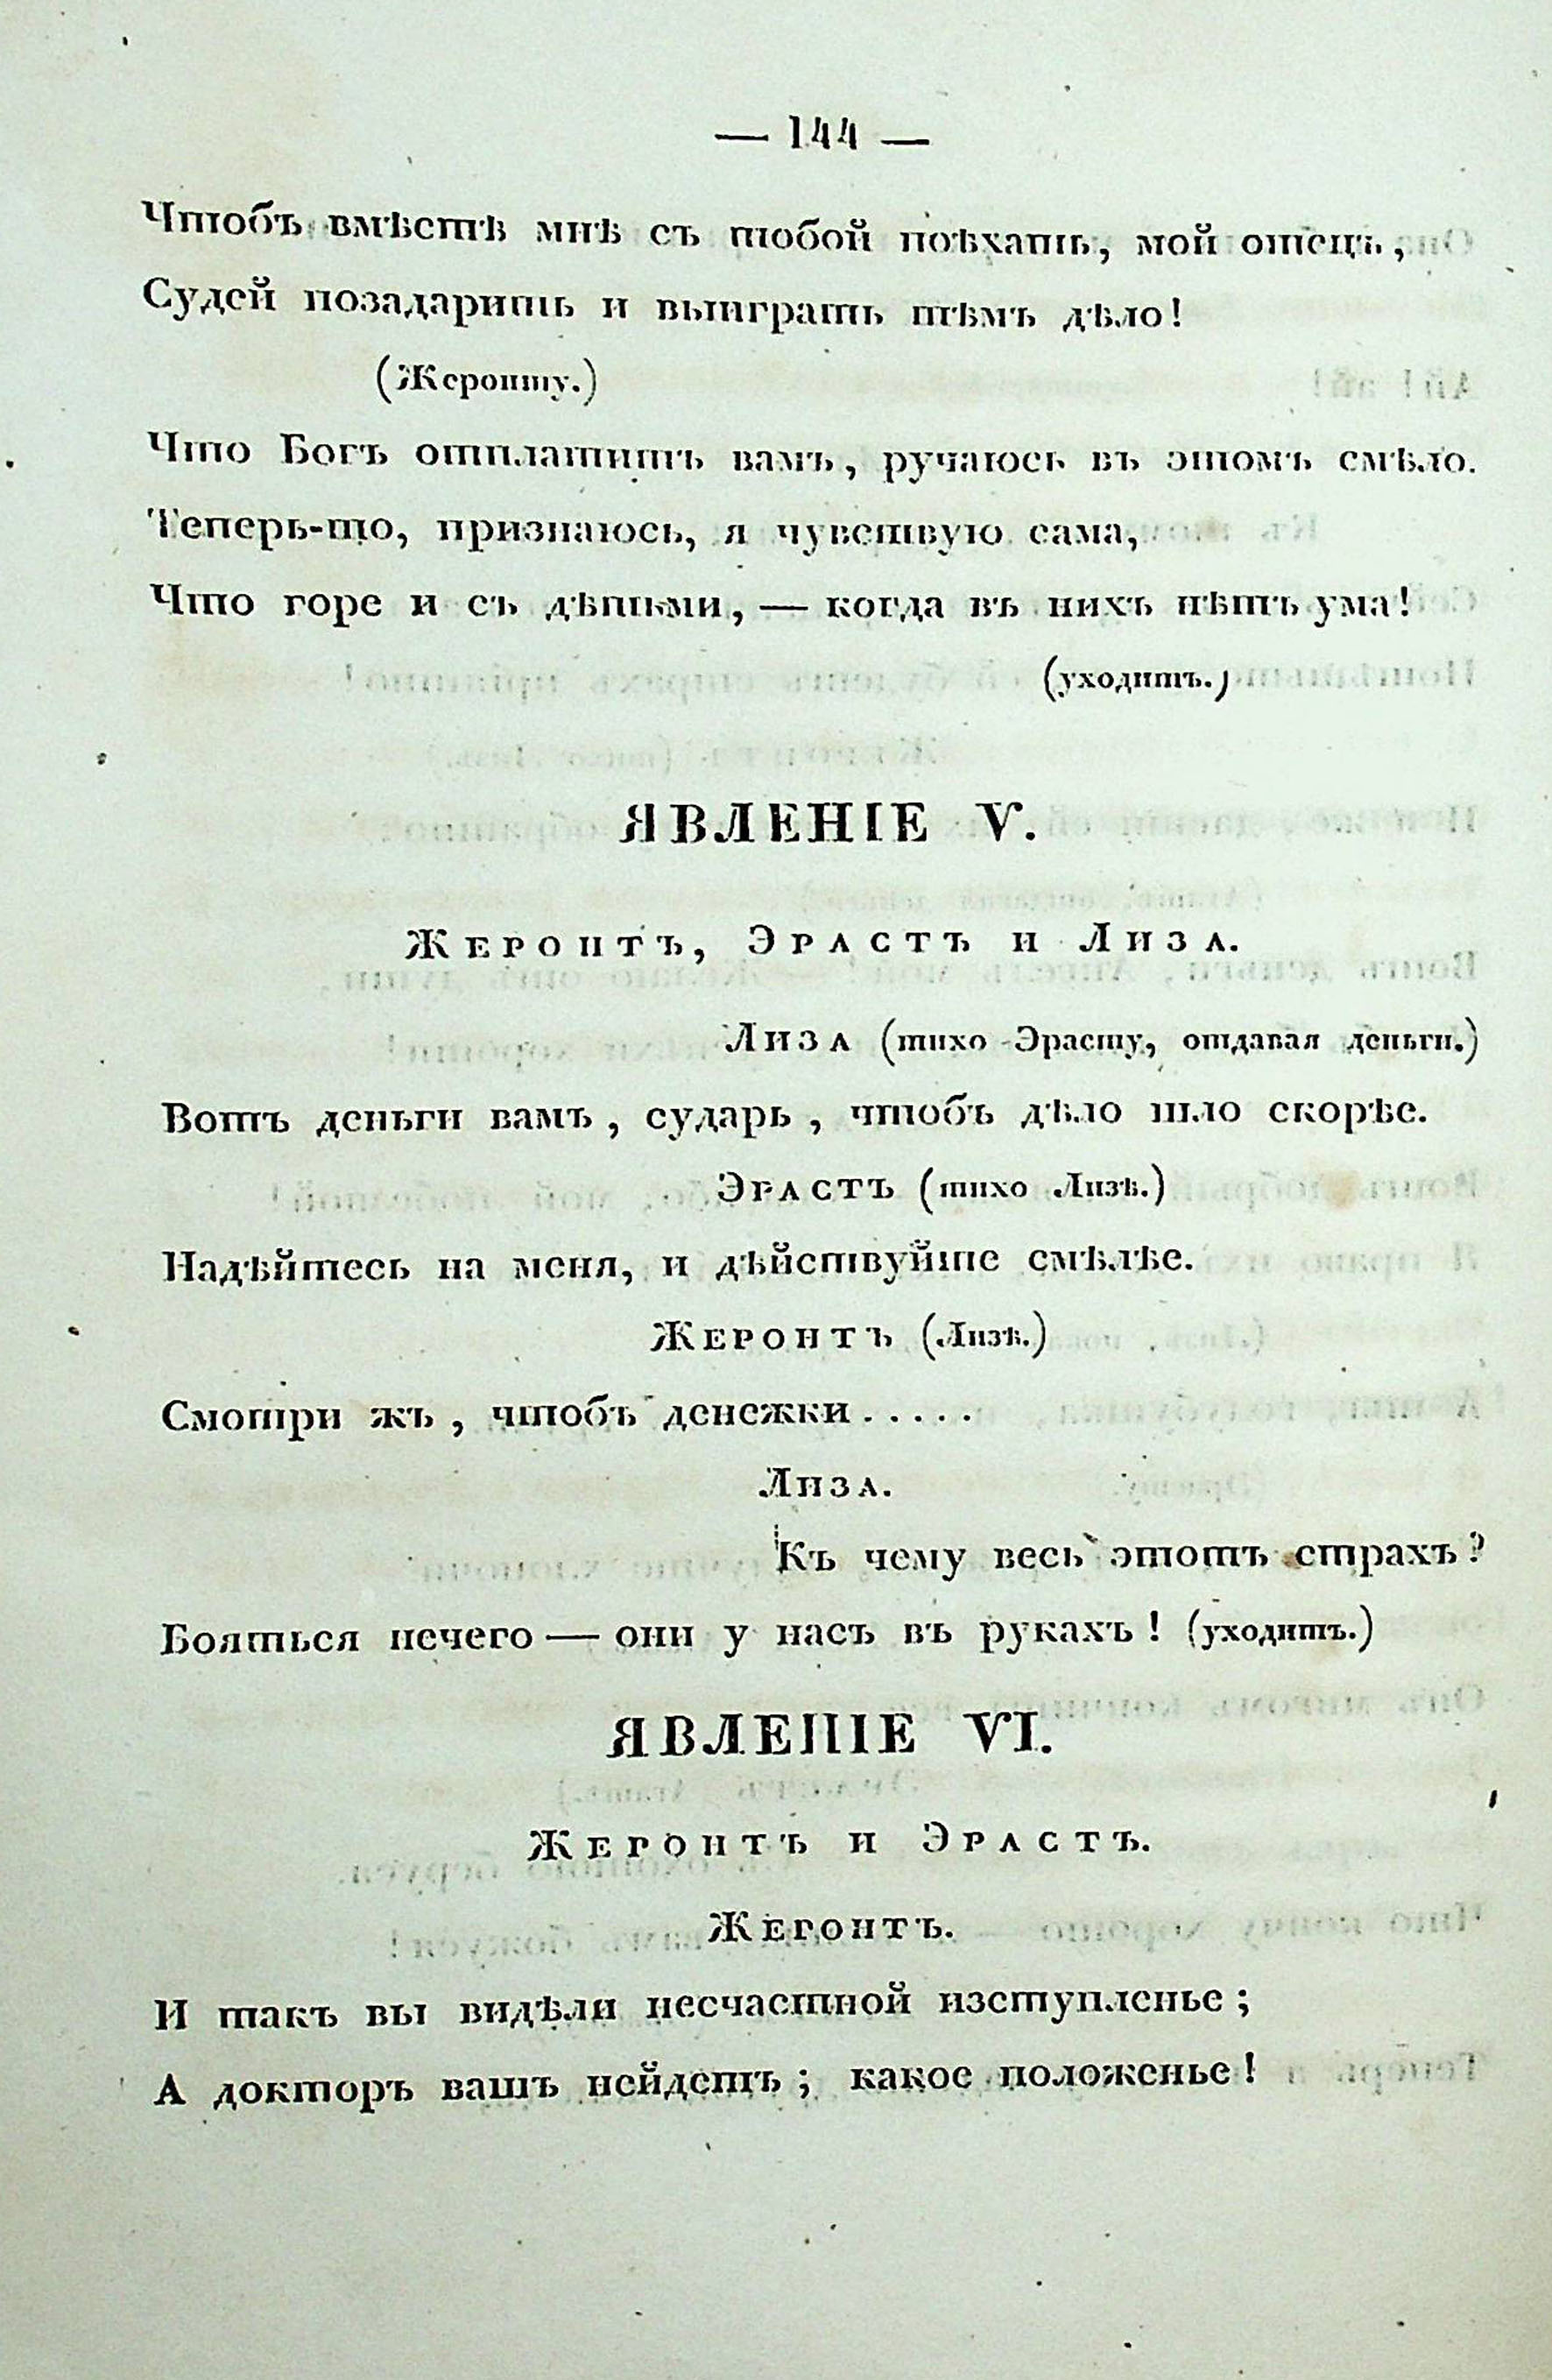 — 144 —
Чтобъ вмѣстѣ мнѣ съ тобой поѣхать, мой отецъ,
Судей позадарить и выиграть тѣмъ дѣло!
(Жеронту.)
Что Богъ отплатитъ вамъ, ручаюсь въ этомъ смѣло.
Теперь-то, признаюсь, я чувствую сама,
Что горе и съ дѣтьми, — когда въ нихъ нѣтъ ума!
(уходитъ.)
ЯВЛЕНІЕ V.
Жеронтъ, Эрастъ и Лиза.
Лиза (тихо Эрасту, отдавая деньги.)
Вотъ деньги вамъ, сударь, чтобъ дѣло шло скорѣе.
Эрастъ (тихо Лизѣ.)
Надѣйтесь на меня, и дѣйствуйте смѣлѣе.
Жеронтъ (Лизѣ.)
Смотри жъ, чтобъ денежки.....
Лиза.
Къ чему весь этотъ страхъ?
Бояться нечего — они у насъ въ рукахъ! (уходитъ.)
ЯВЛЕНІЕ VI.
Жеронтъ и Эрастъ.
Жеронтъ.
И такъ вы видѣли несчастной изступленье;
А докторъ вашъ нейдетъ; какое положенье!